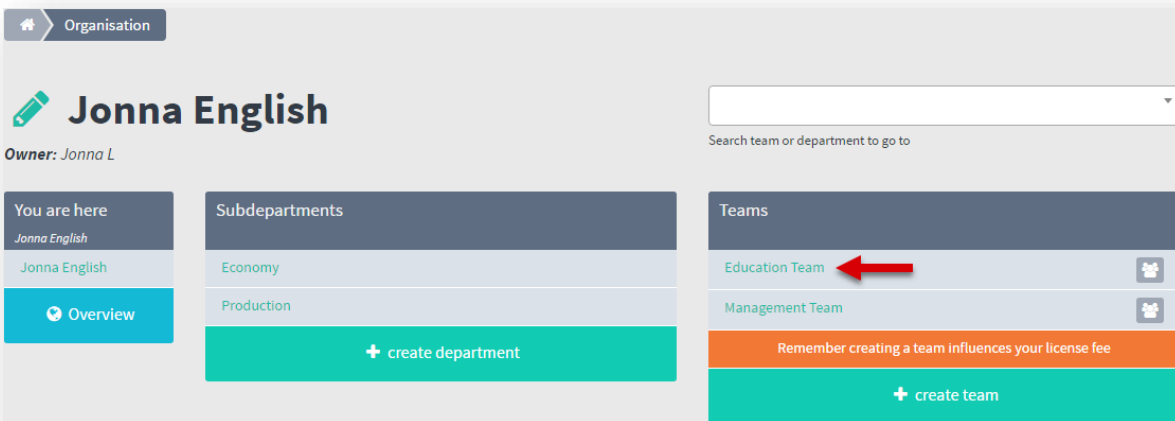 Organisation
Jonna English
Owner: Jonna L
Search team or department to go to
You are here
Jonna English
Jonna English
Overview
Subdepartments
Economy
Production
+ create department
Teams
Education Team
Management Team
Remember creating a team influences your license fee
+ create team